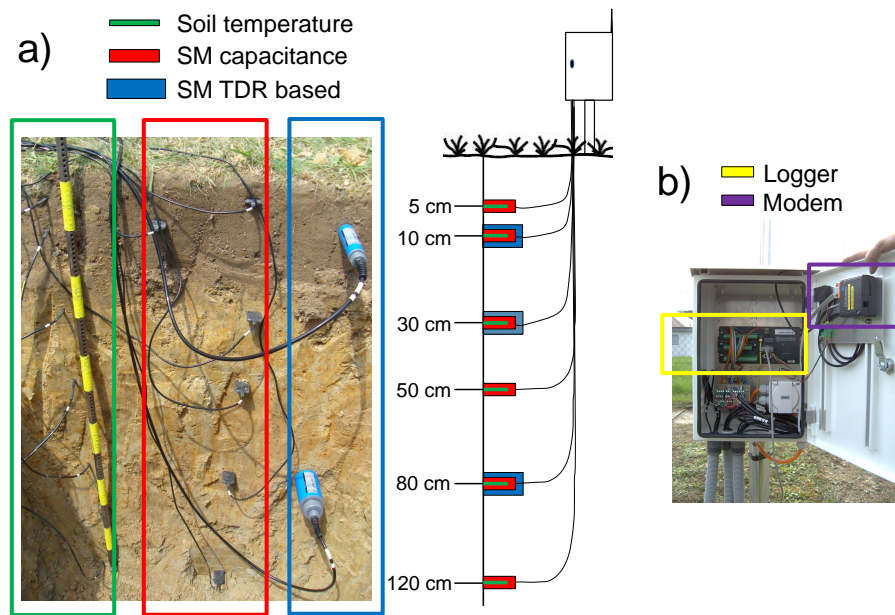 a)
Soil temperature
SM capacitance
SM TDR based
5 cm
10 cm
30 cm
50 cm
80 cm
120 cm
b)
Logger
Modem